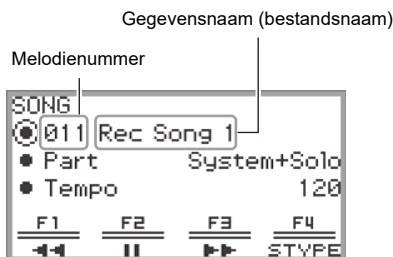 Gegevensnaam (bestandsnaam)
Melodienummer
SONG
011 Rec Song 1
Part System+Solo
Tempo 120
F1 F2 F3 F4
STYPE